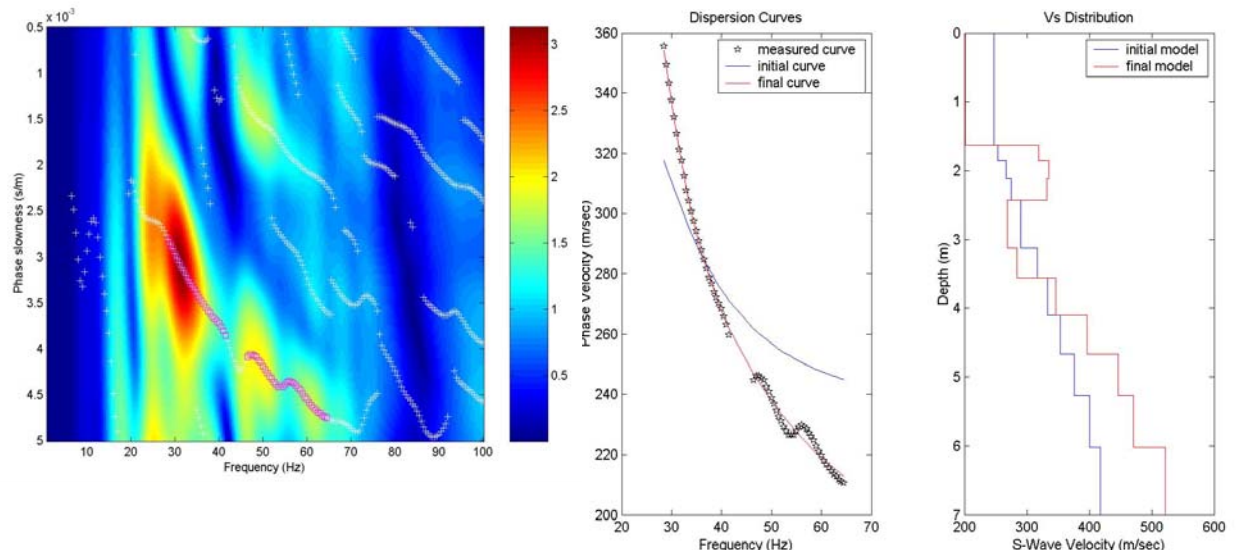 x 10⁻³
0.5
1
1.5
2
2.5
3
3.5
4
4.5
5
Phase slowness (s/m)
10 20 30 40 50 60 70 80 90 100
Frequency (Hz)
3
2.5
2
1.5
1
0.5
Dispersion Curves
measured curve
initial curve
final curve
360
340
320
300
280
260
240
220
200
Phase Velocity (m/sec)
20 30 40 50 60 70
Frequency (Hz)
Vs Distribution
initial model
final model
0
1
2
3
4
5
6
7
Depth (m)
200 300 400 500 600
S-Wave Velocity (m/sec)